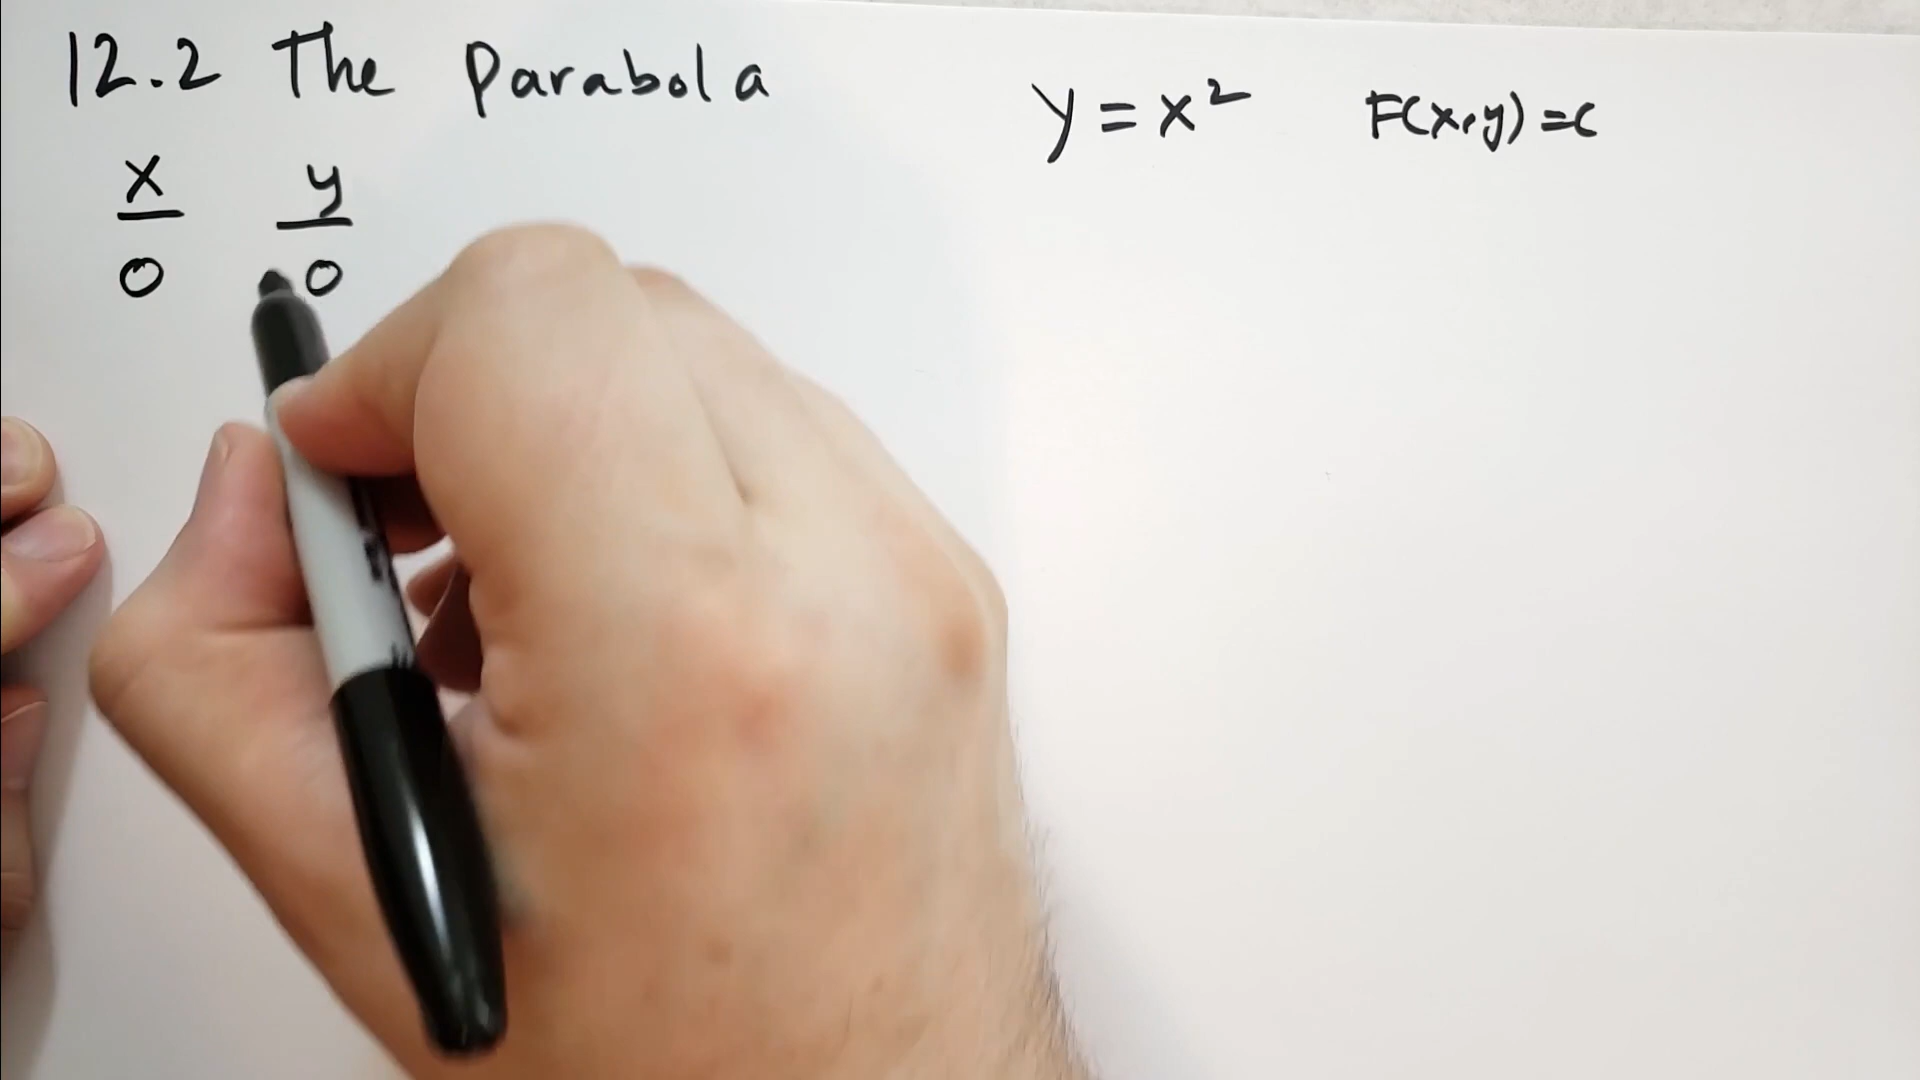 12.2 The Parabola
y = x² F(x,y) = c
x y
0 0